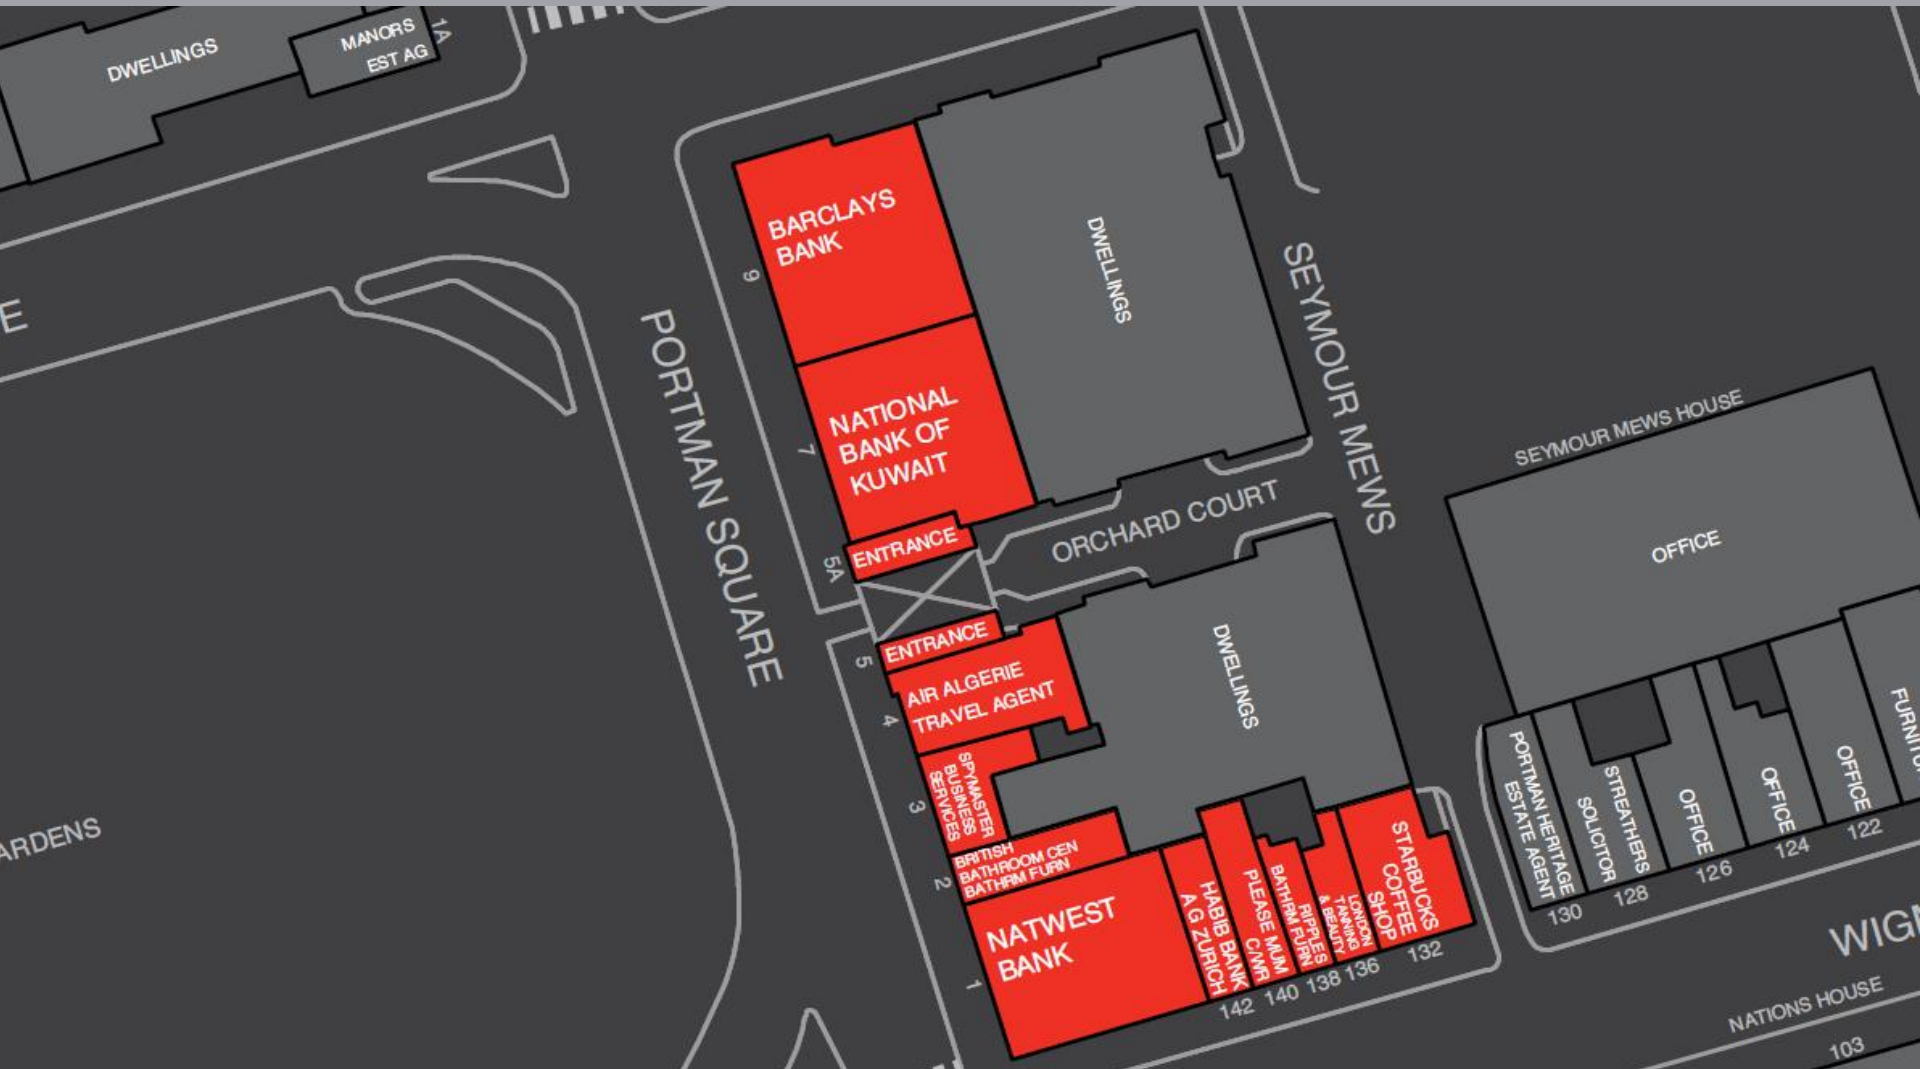 DWELLINGS
MANORS
EST AG
1A
E
ARDENS
PORTMAN SQUARE
BARCLAYS
BANK
9
DWELLINGS
SEYMOUR MEWS
NATIONAL
BANK OF
KUWAIT
7
ENTRANCE
5A
ORCHARD COURT
ENTRANCE
5
AIR ALGERIE
TRAVEL AGENT
4
DWELLINGS
SPYMASTER
BUSINESS
SERVICES
3
BRITISH
BATHROOM CEN
BATHRM FURN
2
NATWEST
BANK
1
HABIB BANK
A G ZURICH
142
PLEASE MUM
C/WR
140
RIPPLES
BATHRM FURN
138
LONDON
TANNING
& BEAUTY
136
STARBUCKS
COFFEE
SHOP
132
SEYMOUR MEWS HOUSE
OFFICE
PORTMAN HERITAGE
ESTATE AGENT
130
STREATHERS
SOLICITOR
128
OFFICE
126
OFFICE
124
OFFICE
122
FURNITU
WIG
NATIONS HOUSE
103